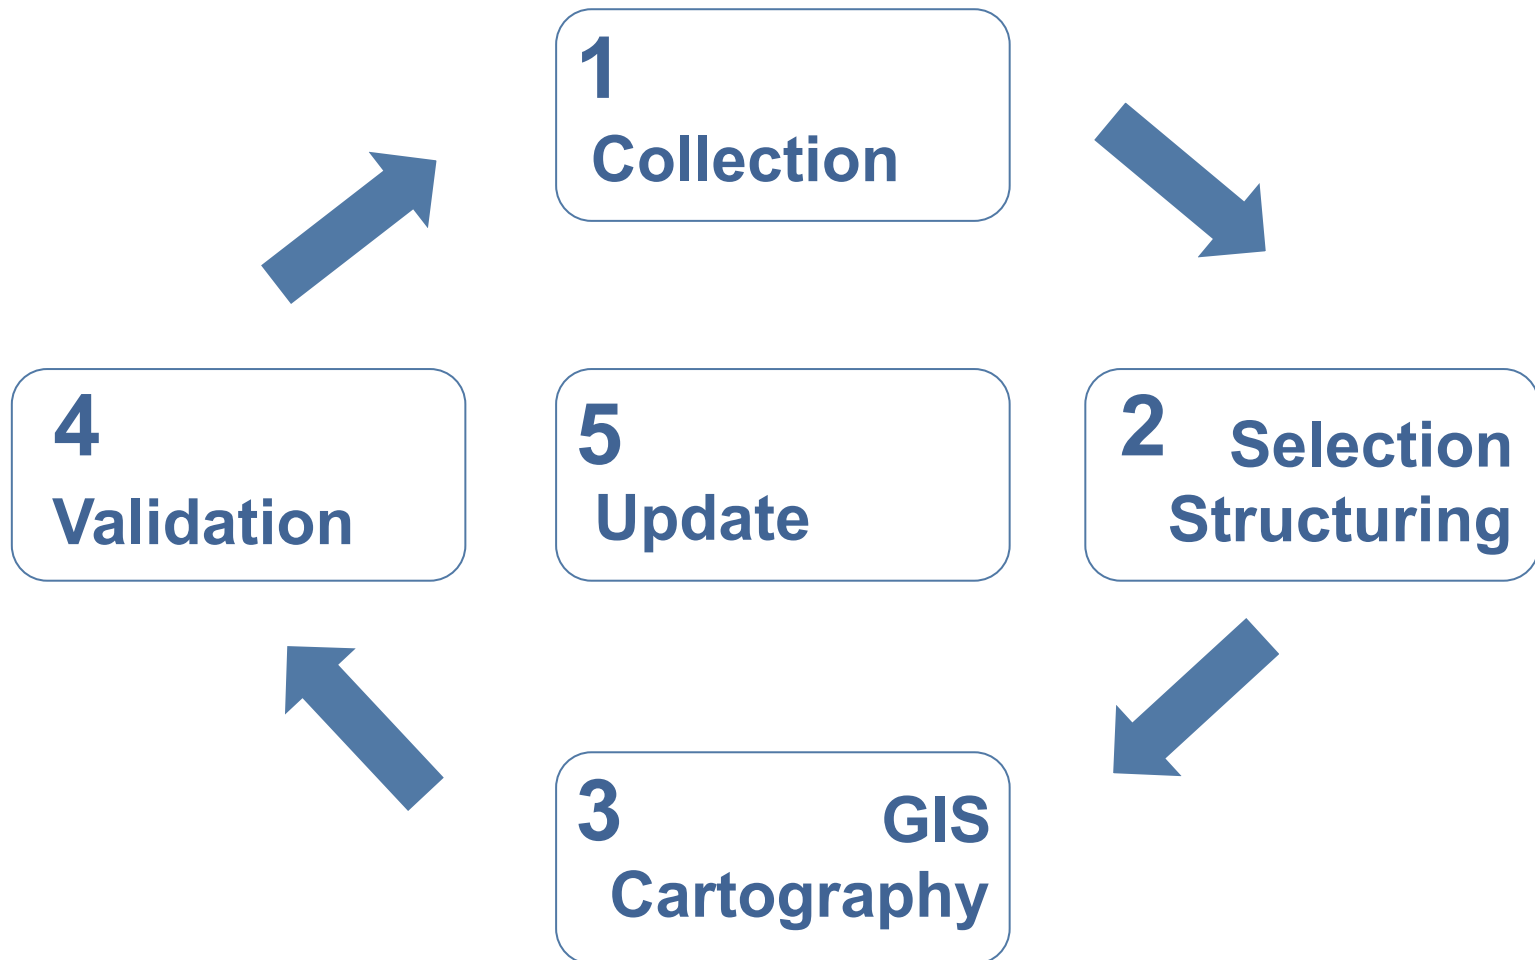 1
Collection
2
Selection
Structuring
3
GIS
Cartography
4
Validation
5
Update